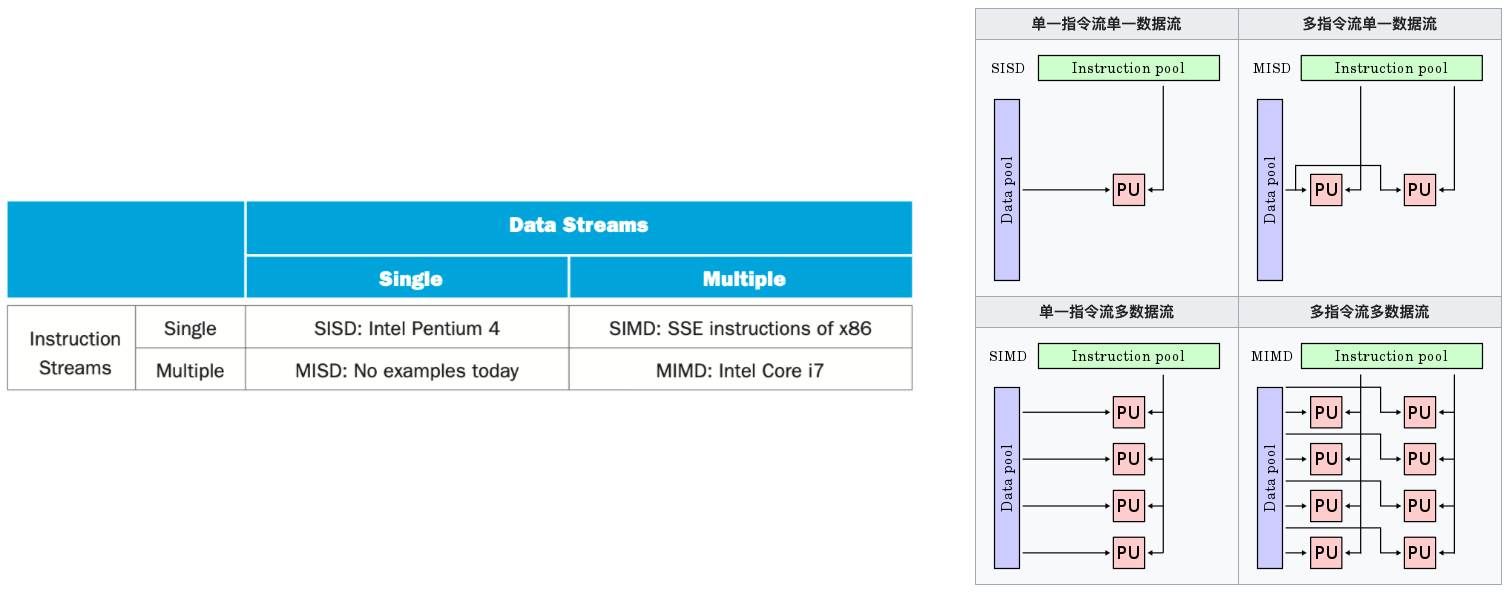 Data Streams
Single
Multiple
Instruction
Streams
Single
SISD: Intel Pentium 4
SIMD: SSE instructions of x86
Multiple
MISD: No examples today
MIMD: Intel Core i7
单一指令流单一数据流
SISD
Instruction pool
Data pool
PU
多指令流单一数据流
MISD
Instruction pool
Data pool
PU
PU
单一指令流多数据流
SIMD
Instruction pool
Data pool
PU
PU
PU
PU
多指令流多数据流
MIMD
Instruction pool
Data pool
PU
PU
PU
PU
PU
PU
PU
PU